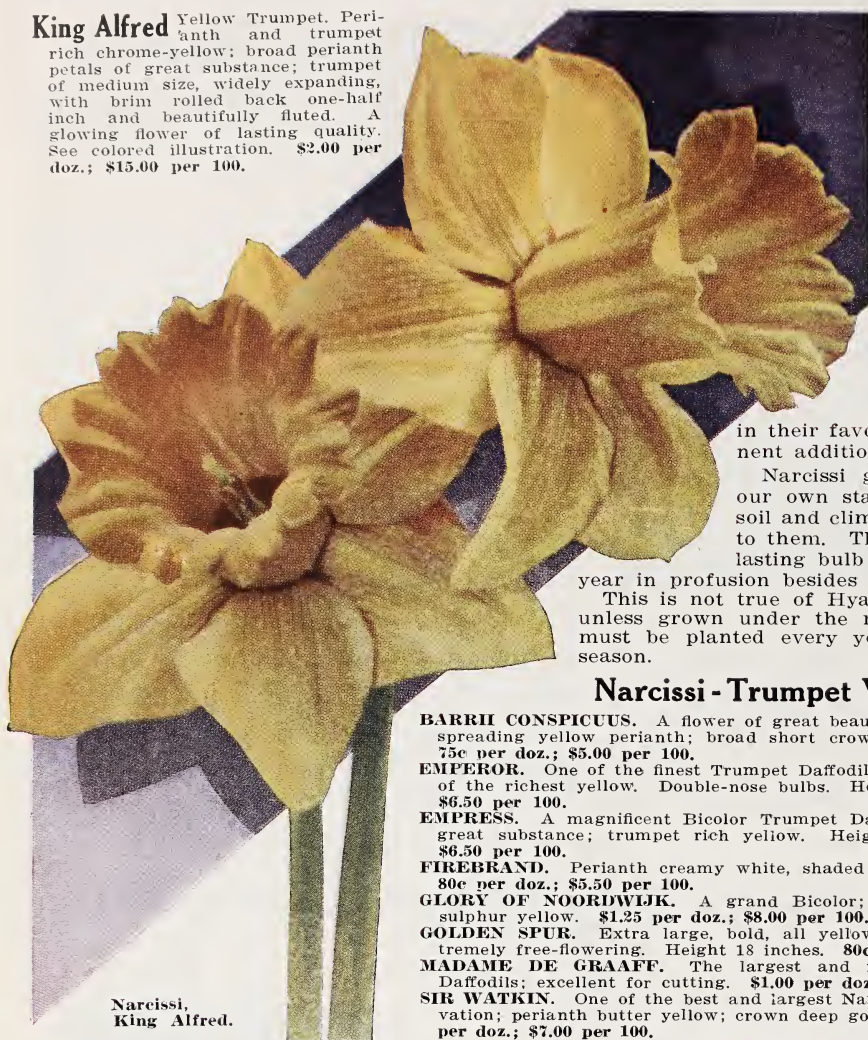 King Alfred Yellow Trumpet. Peri-
anth and trumpet
rich chrome-yellow; broad perianth
petals of great substance; trumpet
of medium size, widely expanding,
with brim rolled back one-half
inch and beautifully fluted. A
glowing flower of lasting quality.
See colored illustration. $2.00 per
doz.; $15.00 per 100.
in their favo
nent additio
Narcissi g
our own sta
soil and clim
to them. Th
lasting bulb
year in profusion besides
This is not true of Hya
unless grown under the
must be planted every ye
season.
Narcissi - Trumpet V
BARRII CONSPICUUS. A flower of great beau
spreading yellow perianth; broad short crow
75c per doz.; $5.00 per 100.
EMPEROR. One of the finest Trumpet Daffodil
of the richest yellow. Double-nose bulbs. He
$6.50 per 100.
EMPRESS. A magnificent Bicolor Trumpet Da
great substance; trumpet rich yellow. Heig
$6.50 per 100.
FIREBRAND. Perianth creamy white, shaded
80c per doz.; $5.50 per 100.
GLORY OF NOORDWIJK. A grand Bicolor;
sulphur yellow. $1.25 per doz.; $8.00 per 100.
GOLDEN SPUR. Extra large, bold, all yellow
tremely free-flowering. Height 18 inches. 80c
MADAME DE GRAAFF. The largest and
Daffodils; excellent for cutting. $1.00 per doz
SIR WATKIN. One of the best and largest Na
vation; perianth butter yellow; crown deep go
per doz.; $7.00 per 100.
Narcissi,
King Alfred.